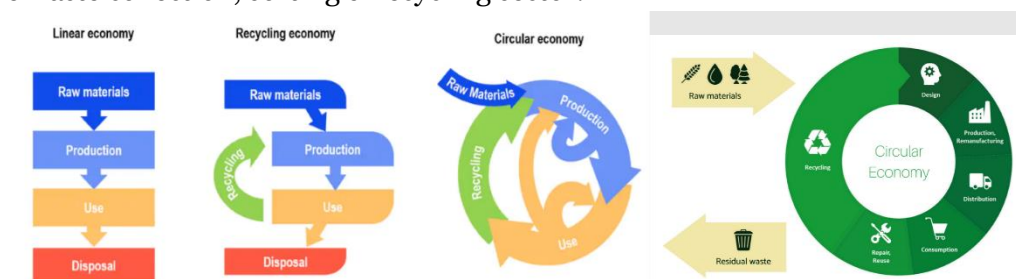 Linear economy
Raw materials
Production
Use
Disposal
Recycling economy
Raw materials
Recycling
Production
Use
Disposal
Circular economy
Raw Materials
Production
Recycling
Use
Raw materials
Residual waste
Circular
Economy
Design
Production,
Remanufacturing
Distribution
Consumption
Repair,
Reuse
Recycling